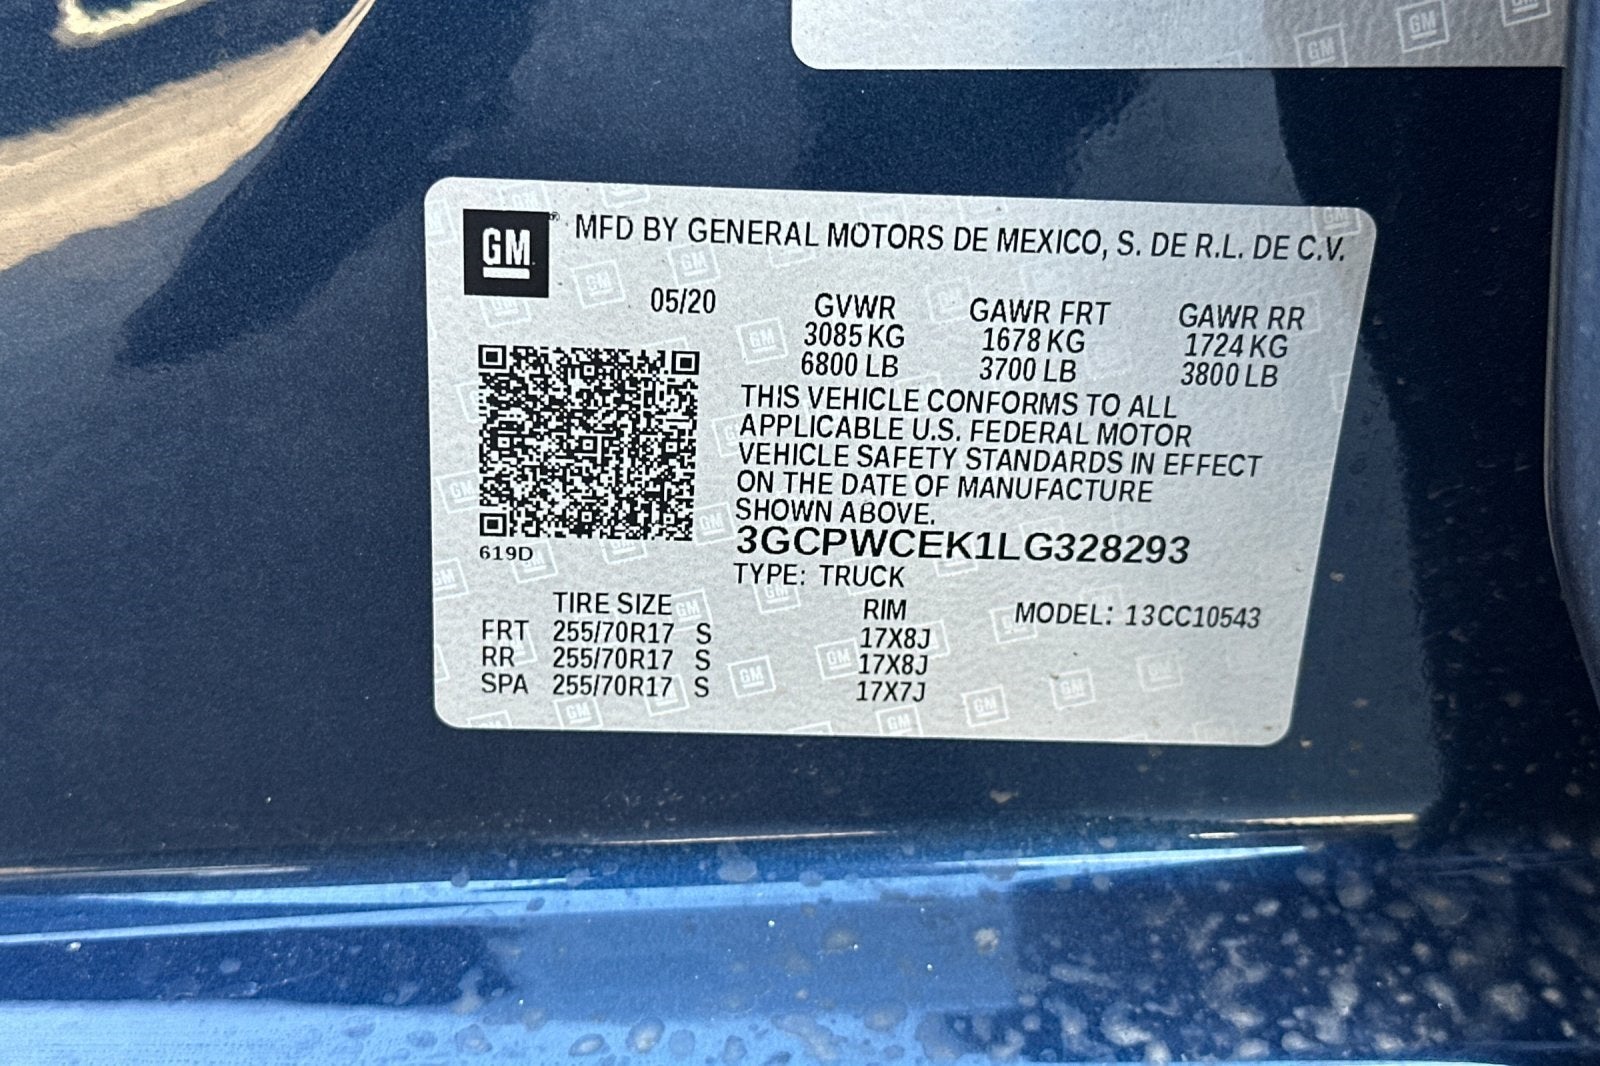 GM
MFD BY GENERAL MOTORS DE MEXICO, S. DE R.L. DE C.V.
05/20
GVWR GAWR FRT GAWR RR
3085 KG 1678 KG 1724 KG
6800 LB 3700 LB 3800 LB
THIS VEHICLE CONFORMS TO ALL
APPLICABLE U.S. FEDERAL MOTOR
VEHICLE SAFETY STANDARDS IN EFFECT
ON THE DATE OF MANUFACTURE
SHOWN ABOVE.
3GCPWCEK1LG328293
619D
TYPE: TRUCK
TIRE SIZE RIM MODEL: 13CC10543
FRT 255/70R17 S 17X8J
RR 255/70R17 S 17X8J
SPA 255/70R17 S 17X7J